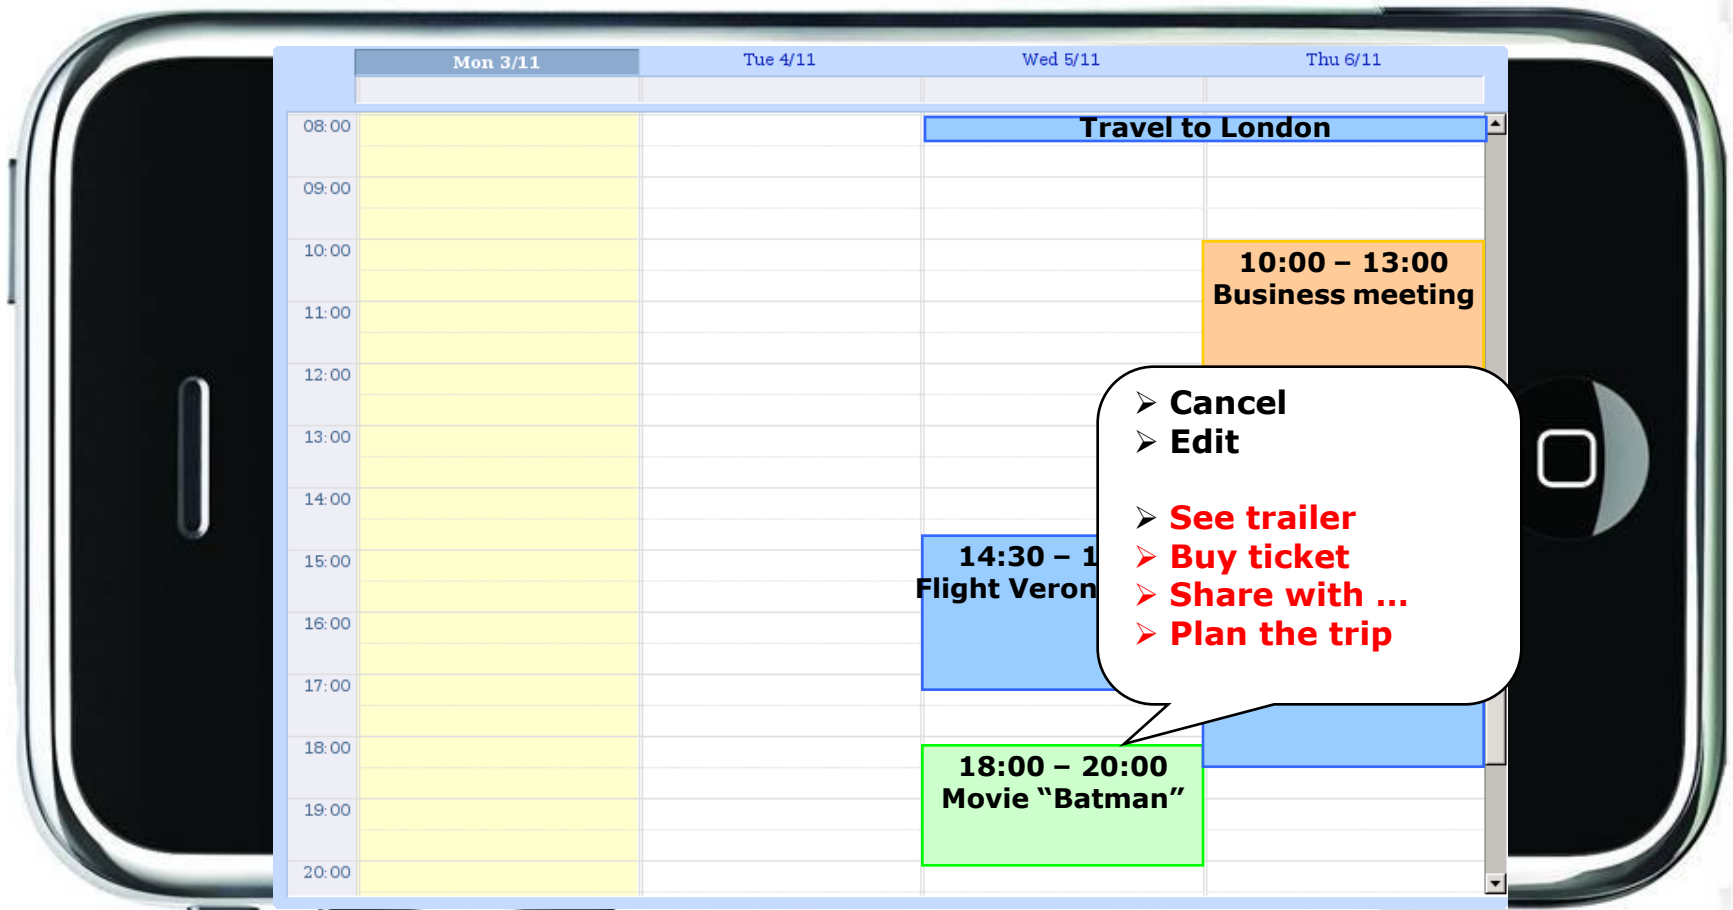 Mon 3/11
Tue 4/11
Wed 5/11
Thu 6/11
08:00
Travel to London
09:00
10:00
10:00 – 13:00
Business meeting
11:00
12:00
➢ Cancel
➢ Edit
13:00
14:00
➢ See trailer
➢ Buy ticket
➢ Share with ...
➢ Plan the trip
14:30 – 1
Flight Veron
15:00
16:00
17:00
18:00
18:00 – 20:00
Movie “Batman”
19:00
20:00